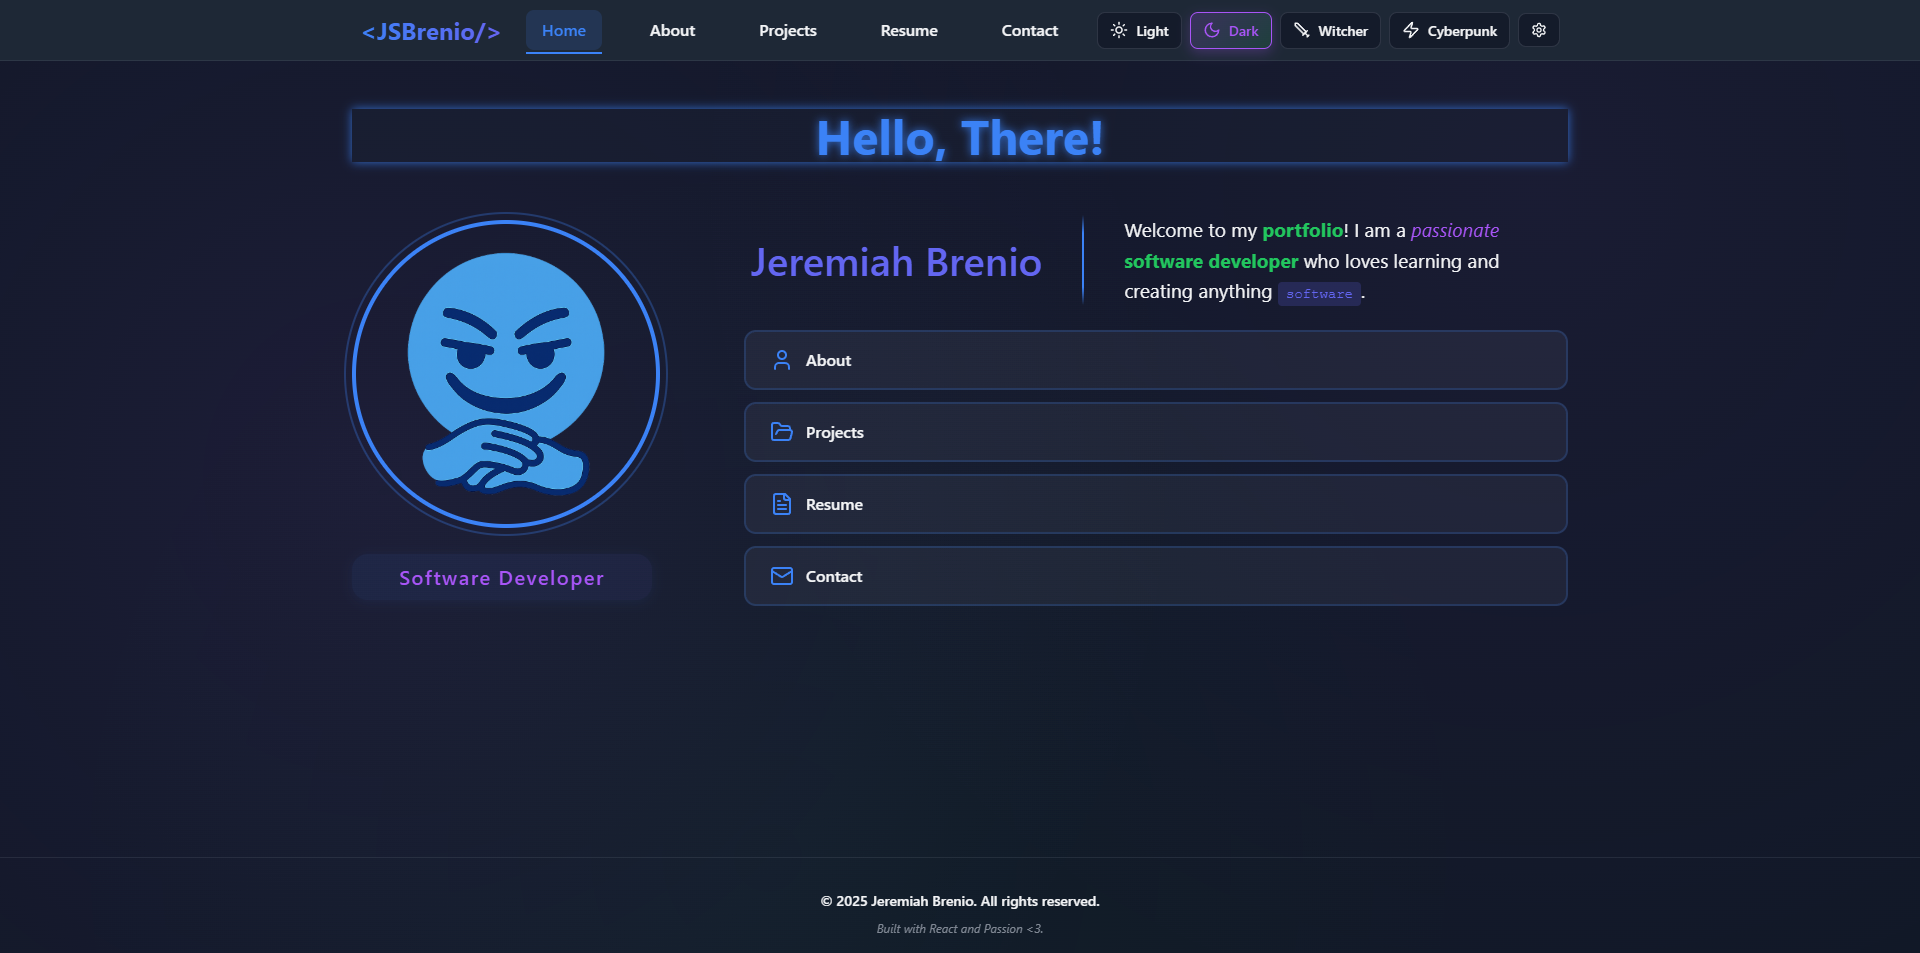 <JSBrenio/>
Home
About
Projects
Resume
Contact
Light
Dark
Witcher
Cyberpunk
Hello, There!
Software Developer
Jeremiah Brenio
Welcome to my portfolio! I am a passionate
software developer who loves learning and
creating anything software.
About
Projects
Resume
Contact
© 2025 Jeremiah Brenio. All rights reserved.
Built with React and Passion <3.